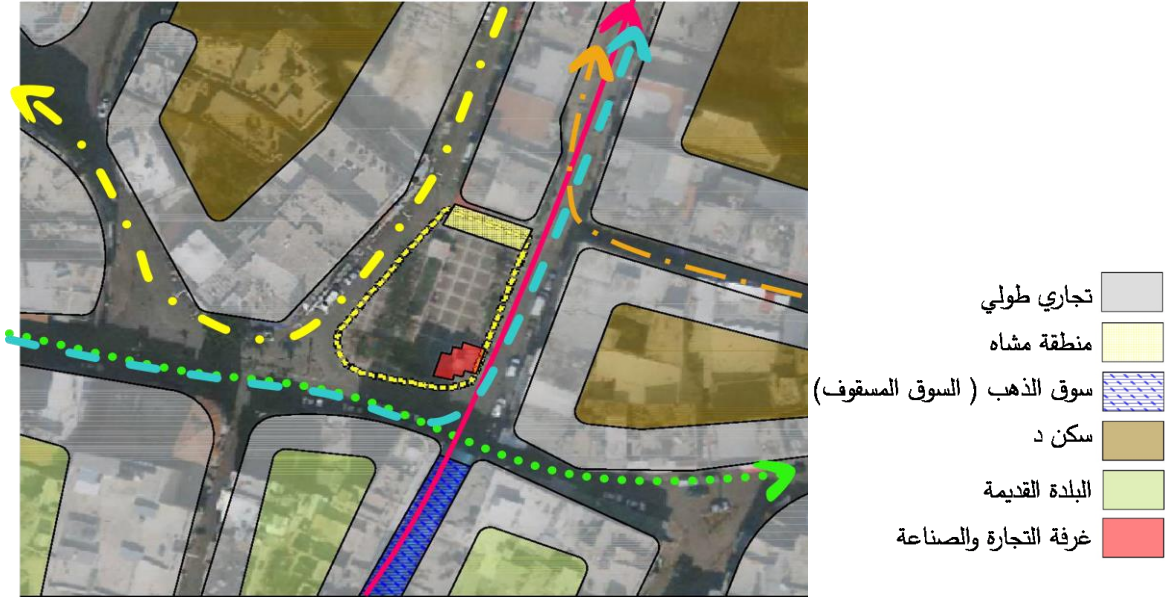 تجاري طولي
منطقة مشاه
سوق الذهب ( السوق المسقوف)
سكن د
البلدة القديمة
غرفة التجارة والصناعة